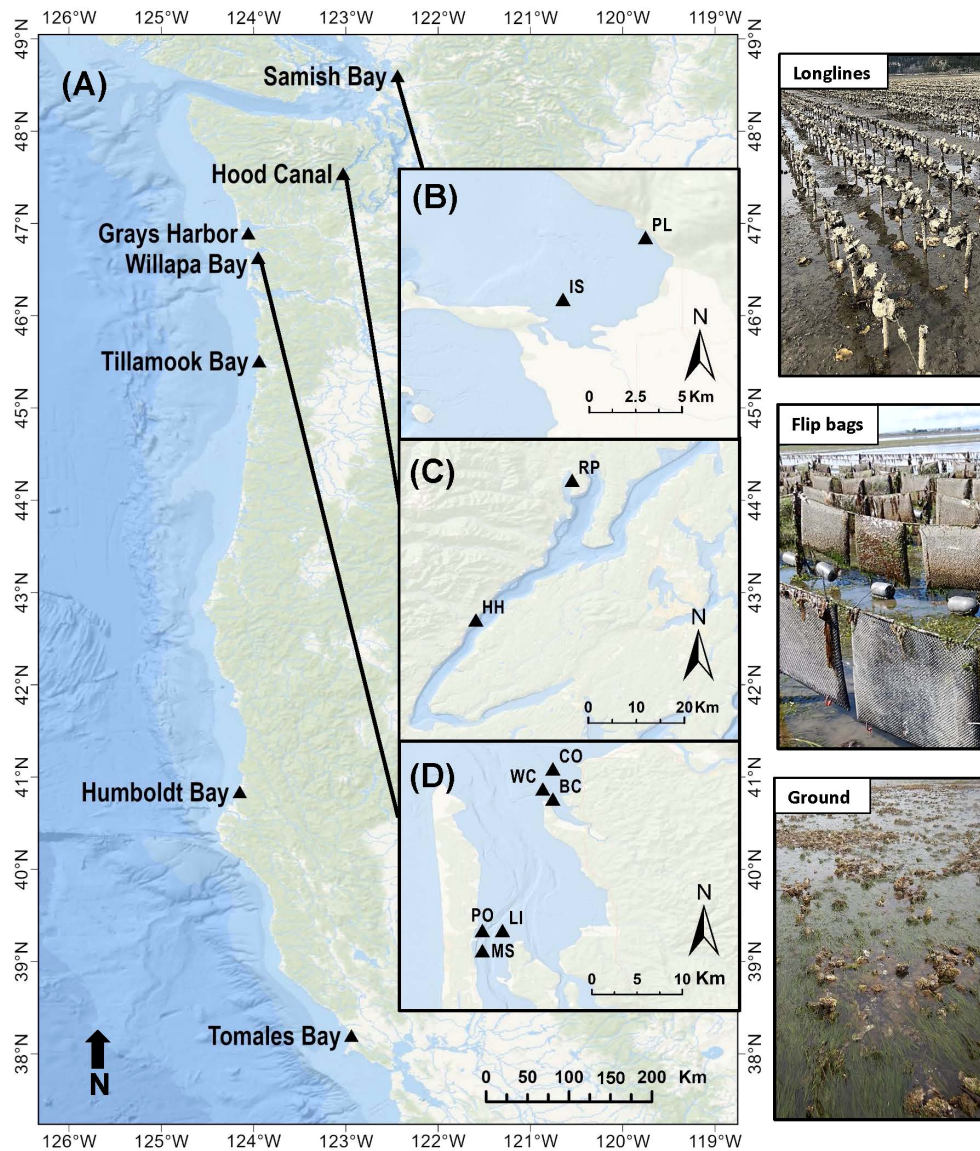 126°W 125°W 124°W 123°W 122°W 121°W 120°W 119°W
49°N
48°N
47°N
46°N
45°N
44°N
43°N
42°N
41°N
40°N
39°N
38°N
(A)
Samish Bay
Hood Canal
Grays Harbor
Willapa Bay
Tillamook Bay
Humboldt Bay
Tomales Bay
N
0 50 100 150 200 Km
(B)
PL
IS
N
0 2.5 5 Km
(C)
RP
HH
N
0 10 20 Km
(D)
CO
WC
BC
PO LI
MS
N
0 5 10 Km
49°N
48°N
47°N
46°N
45°N
44°N
43°N
42°N
41°N
40°N
39°N
38°N
126°W 125°W 124°W 123°W 122°W 121°W 120°W 119°W
Longlines
Flip bags
Ground